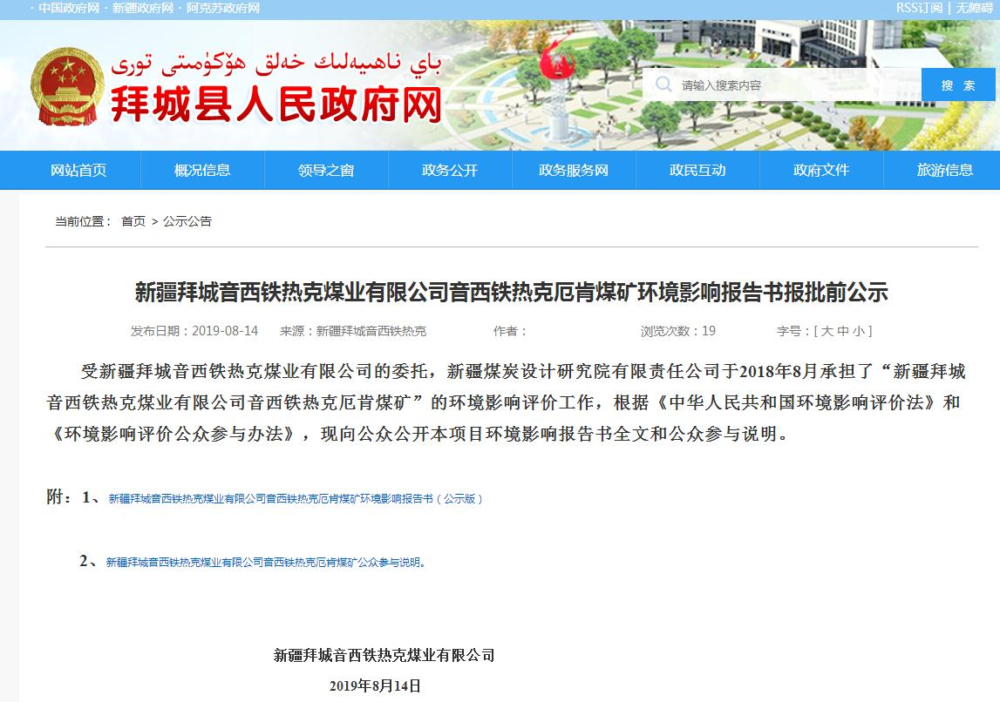 · 中国政府网 · 新疆政府网 · 阿克苏政府网
RSS订阅 | 无障碍
باي ناھىيەلىك خەلق ھۆكۈمىتى تورى
拜城县人民政府网
请输入搜索内容
搜 索
网站首页 概况信息 领导之窗 政务公开 政务服务网 政民互动 政府文件 旅游信息
当前位置： 首页 > 公示公告
新疆拜城音西铁热克煤业有限公司音西铁热克厄肯煤矿环境影响报告书报批前公示
发布日期：2019-08-14 来源：新疆拜城音西铁热克 作者： 浏览次数：19 字号：[ 大 中 小 ]
受新疆拜城音西铁热克煤业有限公司的委托，新疆煤炭设计研究院有限责任公司于2018年8月承担了“新疆拜城
音西铁热克煤业有限公司音西铁热克厄肯煤矿”的环境影响评价工作，根据《中华人民共和国环境影响评价法》和
《环境影响评价公众参与办法》，现向公众公开本项目环境影响报告书全文和公众参与说明。
附：1、新疆拜城音西铁热克煤业有限公司音西铁热克厄肯煤矿环境影响报告书（公示版）
2、新疆拜城音西铁热克煤业有限公司音西铁热克厄肯煤矿公众参与说明。
新疆拜城音西铁热克煤业有限公司
2019年8月14日